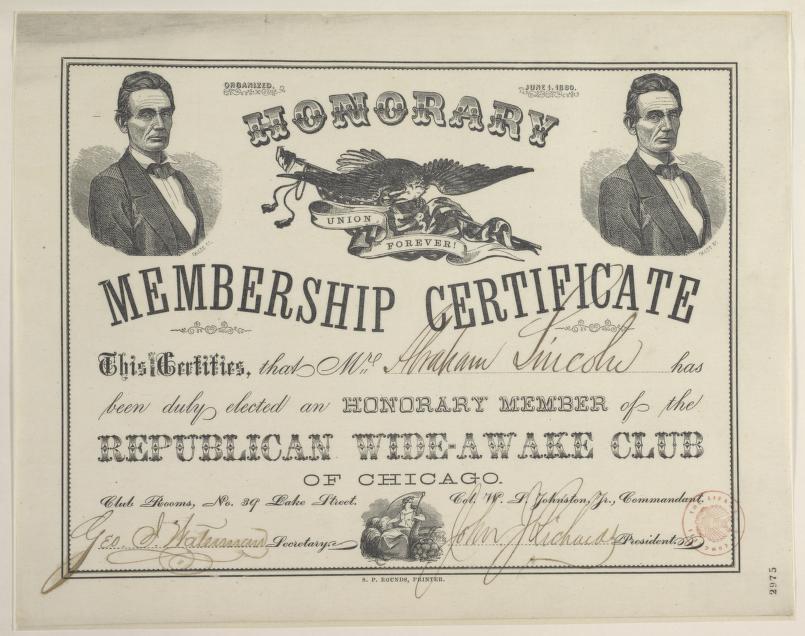 ORGANIZED.
JUNE 1. 1860.
HONORARY
UNION
FOREVER!
MEMBERSHIP CERTIFICATE
This Certifies, that Mr. Abraham Lincoln has
been duly elected an HONORARY MEMBER of the
REPUBLICAN WIDE-AWAKE CLUB
OF CHICAGO.
Club Rooms, No. 39 Lake Street.
Col. W. L. Johnston, Jr., Commandant.
Geo. J. Waterman Secretary.
John J. Richards President.
S. P. ROUNDS, PRINTER.
2975